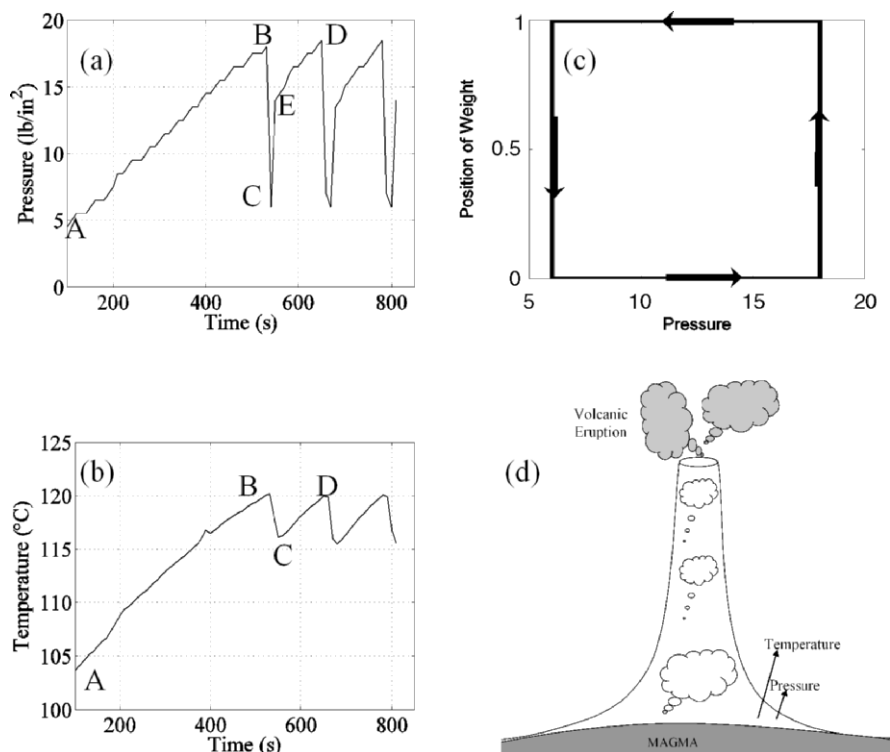 (a)
Pressure (lb/in²)
20
15
10
5
0
A
B
C
D
E
200 400 600 800
Time (s)
(c)
Position of Weight
1
0.5
0
5 10 15 20
Pressure
(b)
Temperature (°C)
125
120
115
110
105
100
A
B
C
D
200 400 600 800
Time (s)
(d)
Volcanic
Eruption
Temperature
Pressure
MAGMA